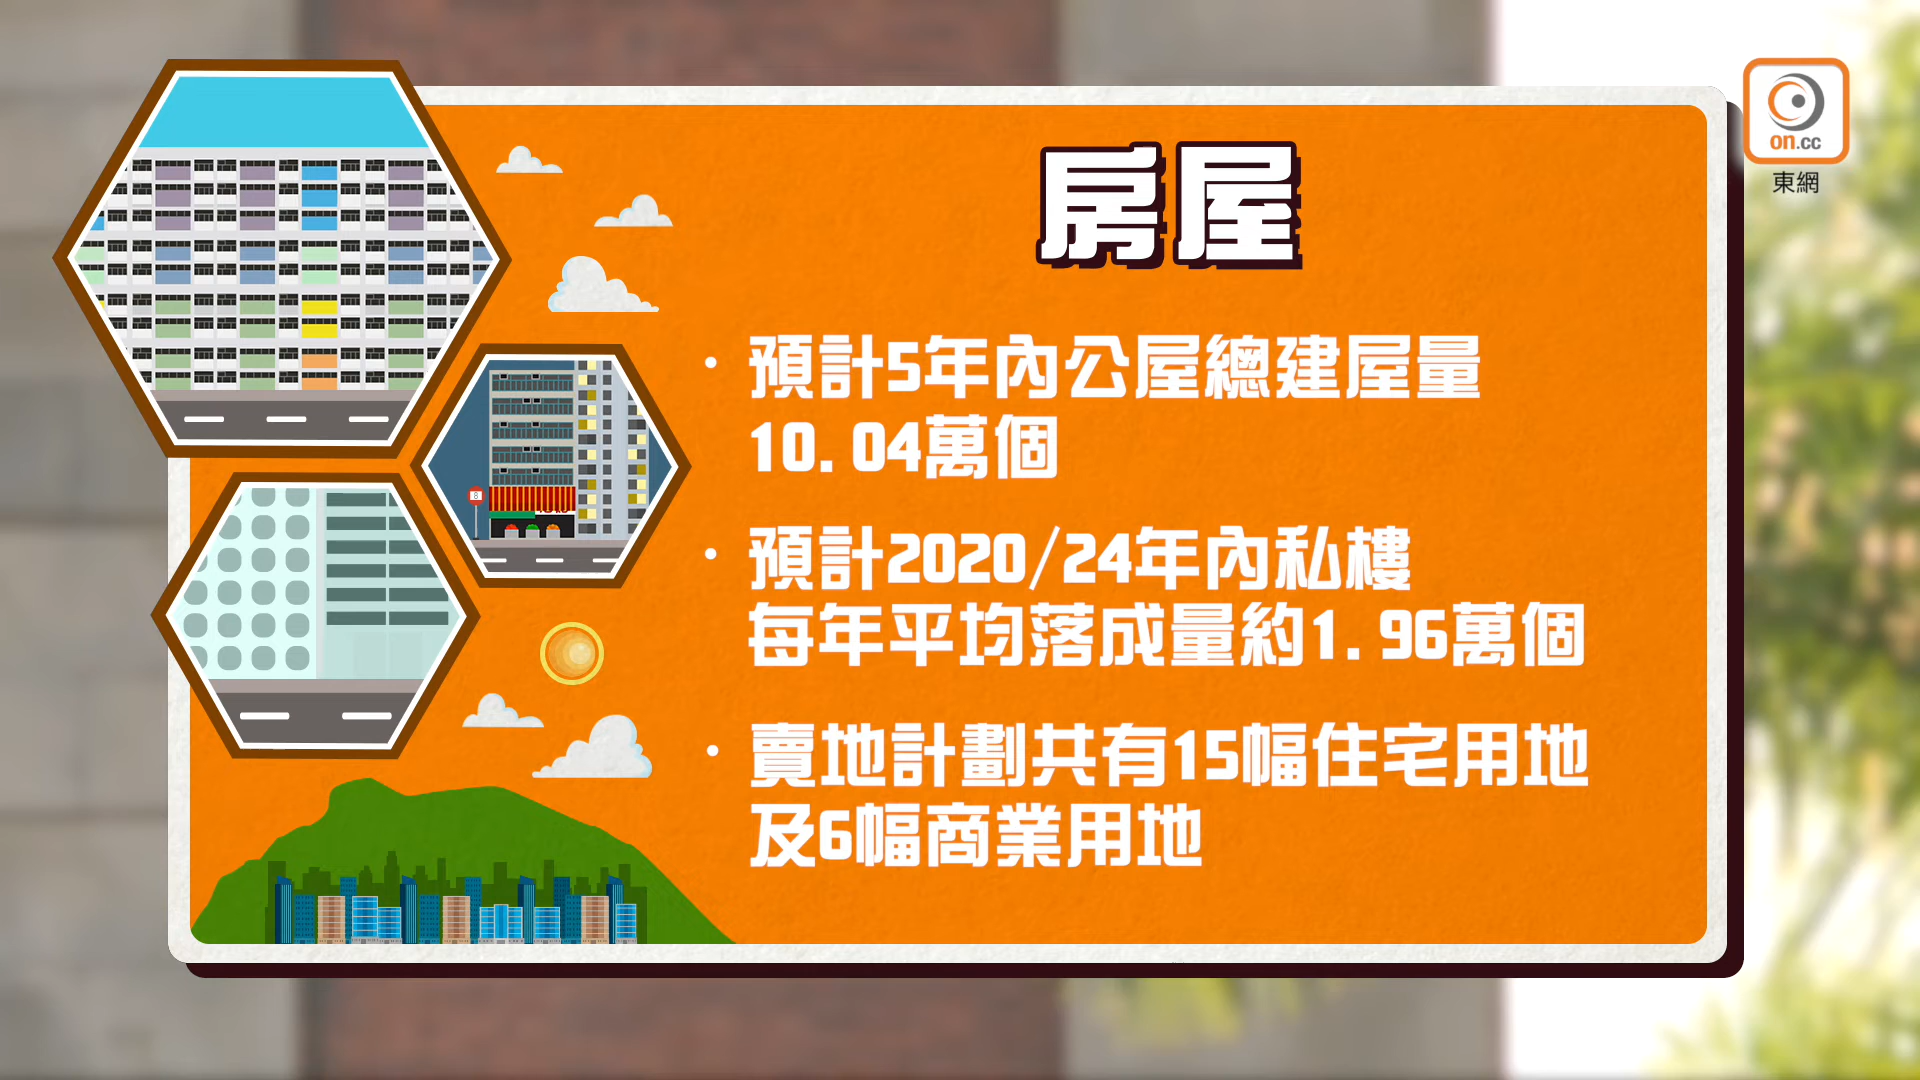 房屋
on.cc
東網
· 預計5年內公屋總建屋量
10.04萬個
· 預計2020/24年內私樓
每年平均落成量約1.96萬個
· 賣地計劃共有15幅住宅用地
及6幅商業用地